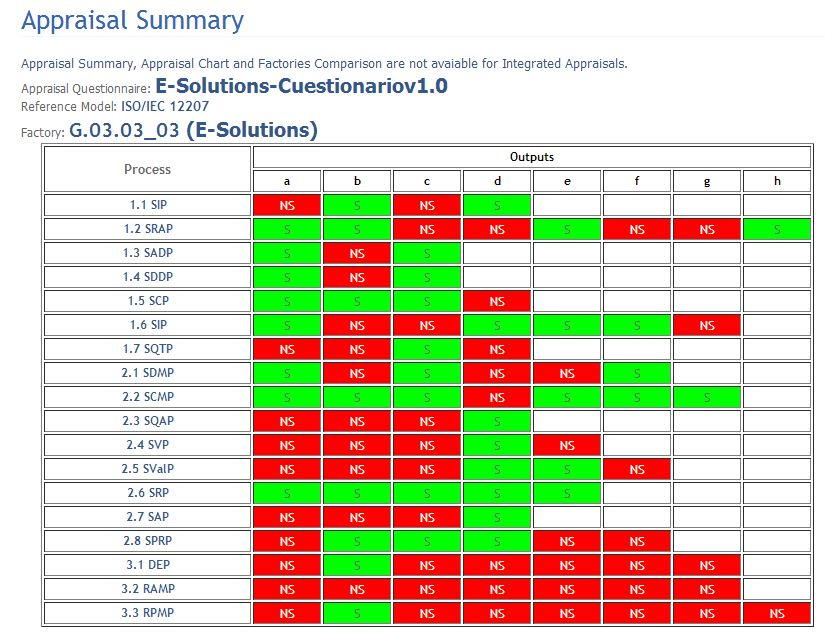 Appraisal Summary
Appraisal Summary, Appraisal Chart and Factories Comparison are not avaiable for Integrated Appraisals.
Appraisal Questionnaire: E-Solutions-Cuestionariov1.0
Reference Model: ISO/IEC 12207
Factory: G.03.03_03 (E-Solutions)
Process Outputs
a b c d e f g h
1.1 SIP NS S NS S
1.2 SRAP S S NS NS S NS NS S
1.3 SADP S NS S
1.4 SDDP S NS S
1.5 SCP S S S NS
1.6 SIP S NS NS S S S NS
1.7 SQTP NS NS S NS
2.1 SDMP S NS S NS NS S
2.2 SCMP S S S NS S S S
2.3 SQAP NS NS NS S
2.4 SVP NS NS NS S NS
2.5 SValP NS NS NS S S NS
2.6 SRP S S S S S
2.7 SAP NS NS NS S
2.8 SPRP NS S S S NS NS
3.1 DEP NS S NS NS NS NS NS
3.2 RAMP NS NS NS NS NS NS NS
3.3 RPMP NS S NS NS NS NS NS NS